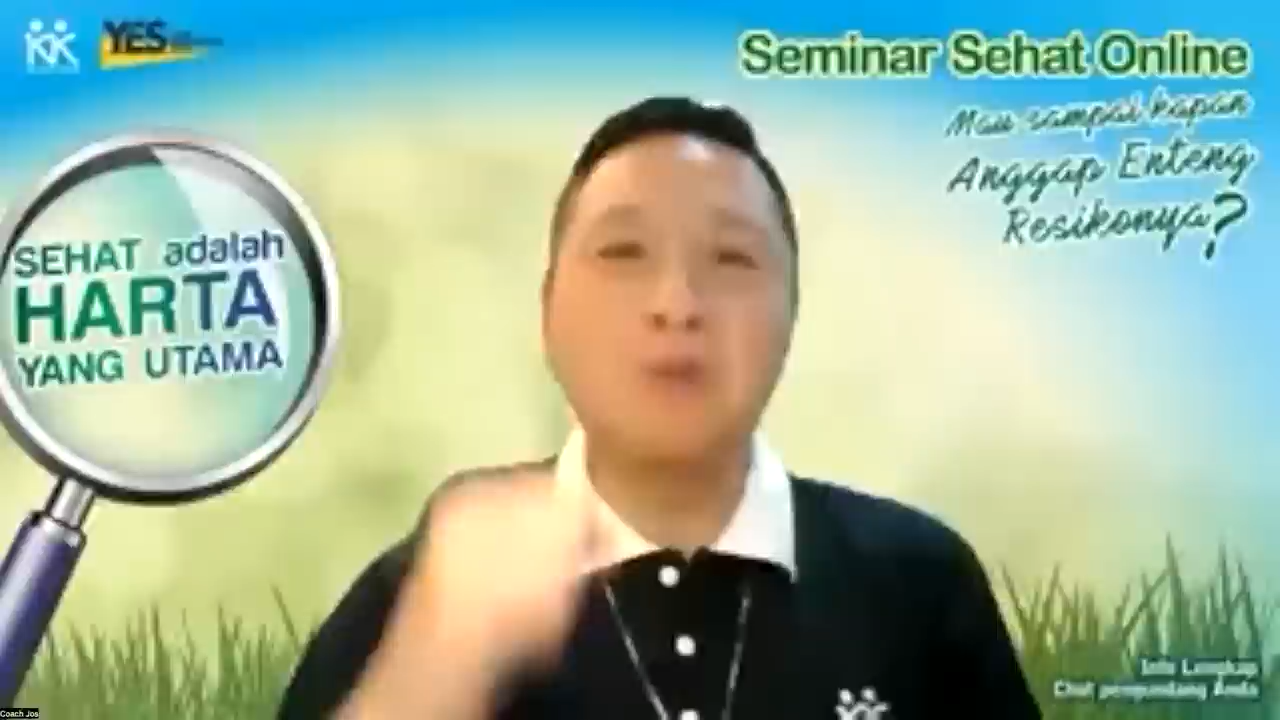 KK
YES
Seminar Sehat Online
Mau sampai kapan
Anggap Enteng
Resikonya?
SEHAT adalah
HARTA
YANG UTAMA
Info Lengkap
Chat pengundang Anda
Coach Jos